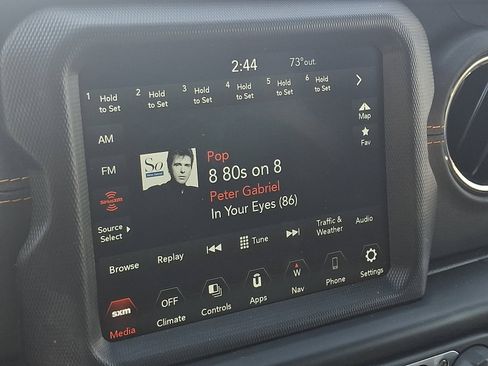 2:44 73° out.
1 Hold to Set 2 Hold to Set 3 Hold to Set 4 Hold to Set 5 Hold to Set 6 Hold to Set
AM
Map
FM
Fav
So
Pop
8 80s on 8
Peter Gabriel
In Your Eyes (86)
SiriusXM
Source Select
Browse Replay Tune Traffic & Weather Audio
sxm OFF ū W
Media Climate Controls Apps Nav Phone Settings